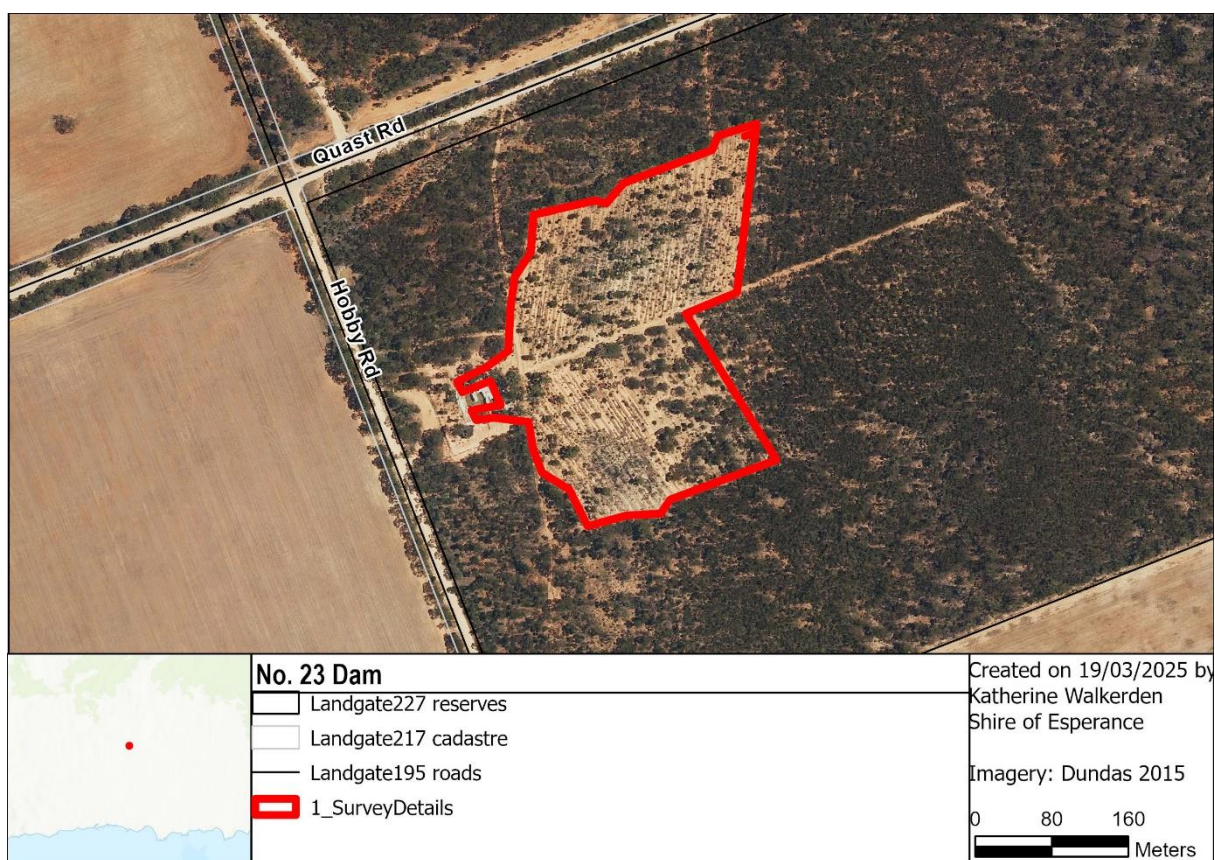 Quast Rd
Hobby Rd
No. 23 Dam
Landgate227 reserves
Landgate217 cadastre
Landgate195 roads
1_SurveyDetails
Created on 19/03/2025 by
Katherine Walkerden
Shire of Esperance
Imagery: Dundas 2015
0 80 160
Meters